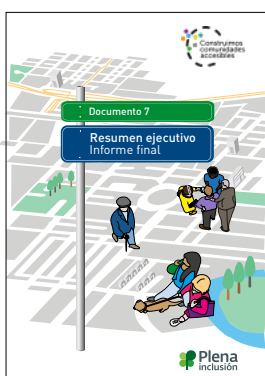 Construimos
comunidades
accesibles
Documento 7
Resumen ejecutivo
Informe final
Plena
inclusión